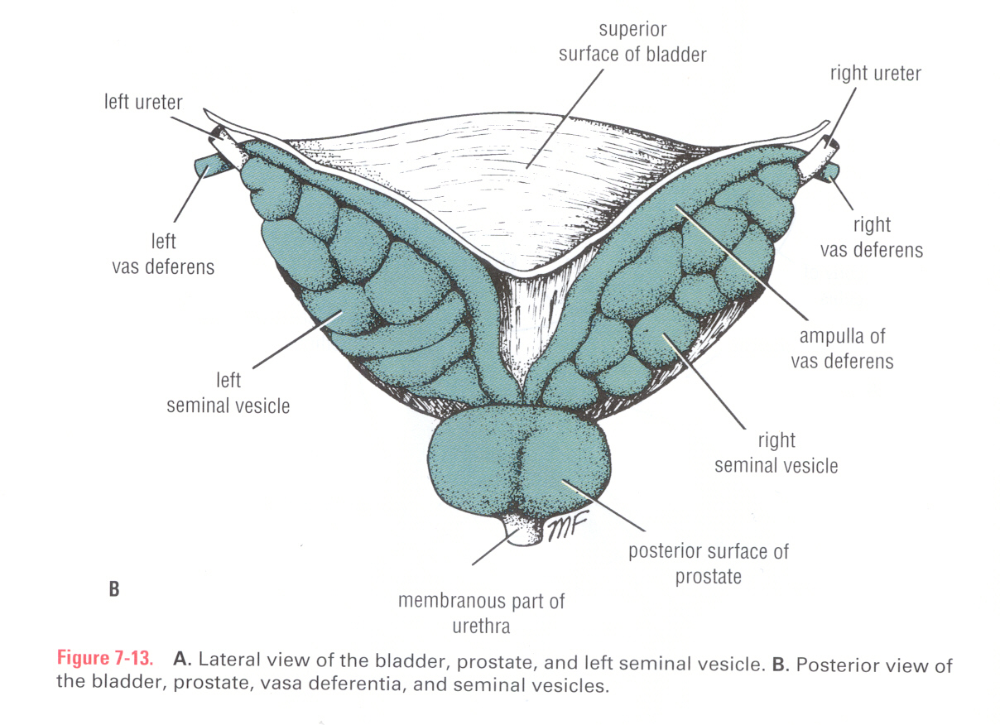 superior
surface of bladder
right ureter
left ureter
left
vas deferens
right
vas deferens
ampulla of
vas deferens
left
seminal vesicle
right
seminal vesicle
MF
posterior surface of
prostate
B
membranous part of
urethra
Figure 7-13. A. Lateral view of the bladder, prostate, and left seminal vesicle. B. Posterior view of
the bladder, prostate, vasa deferentia, and seminal vesicles.